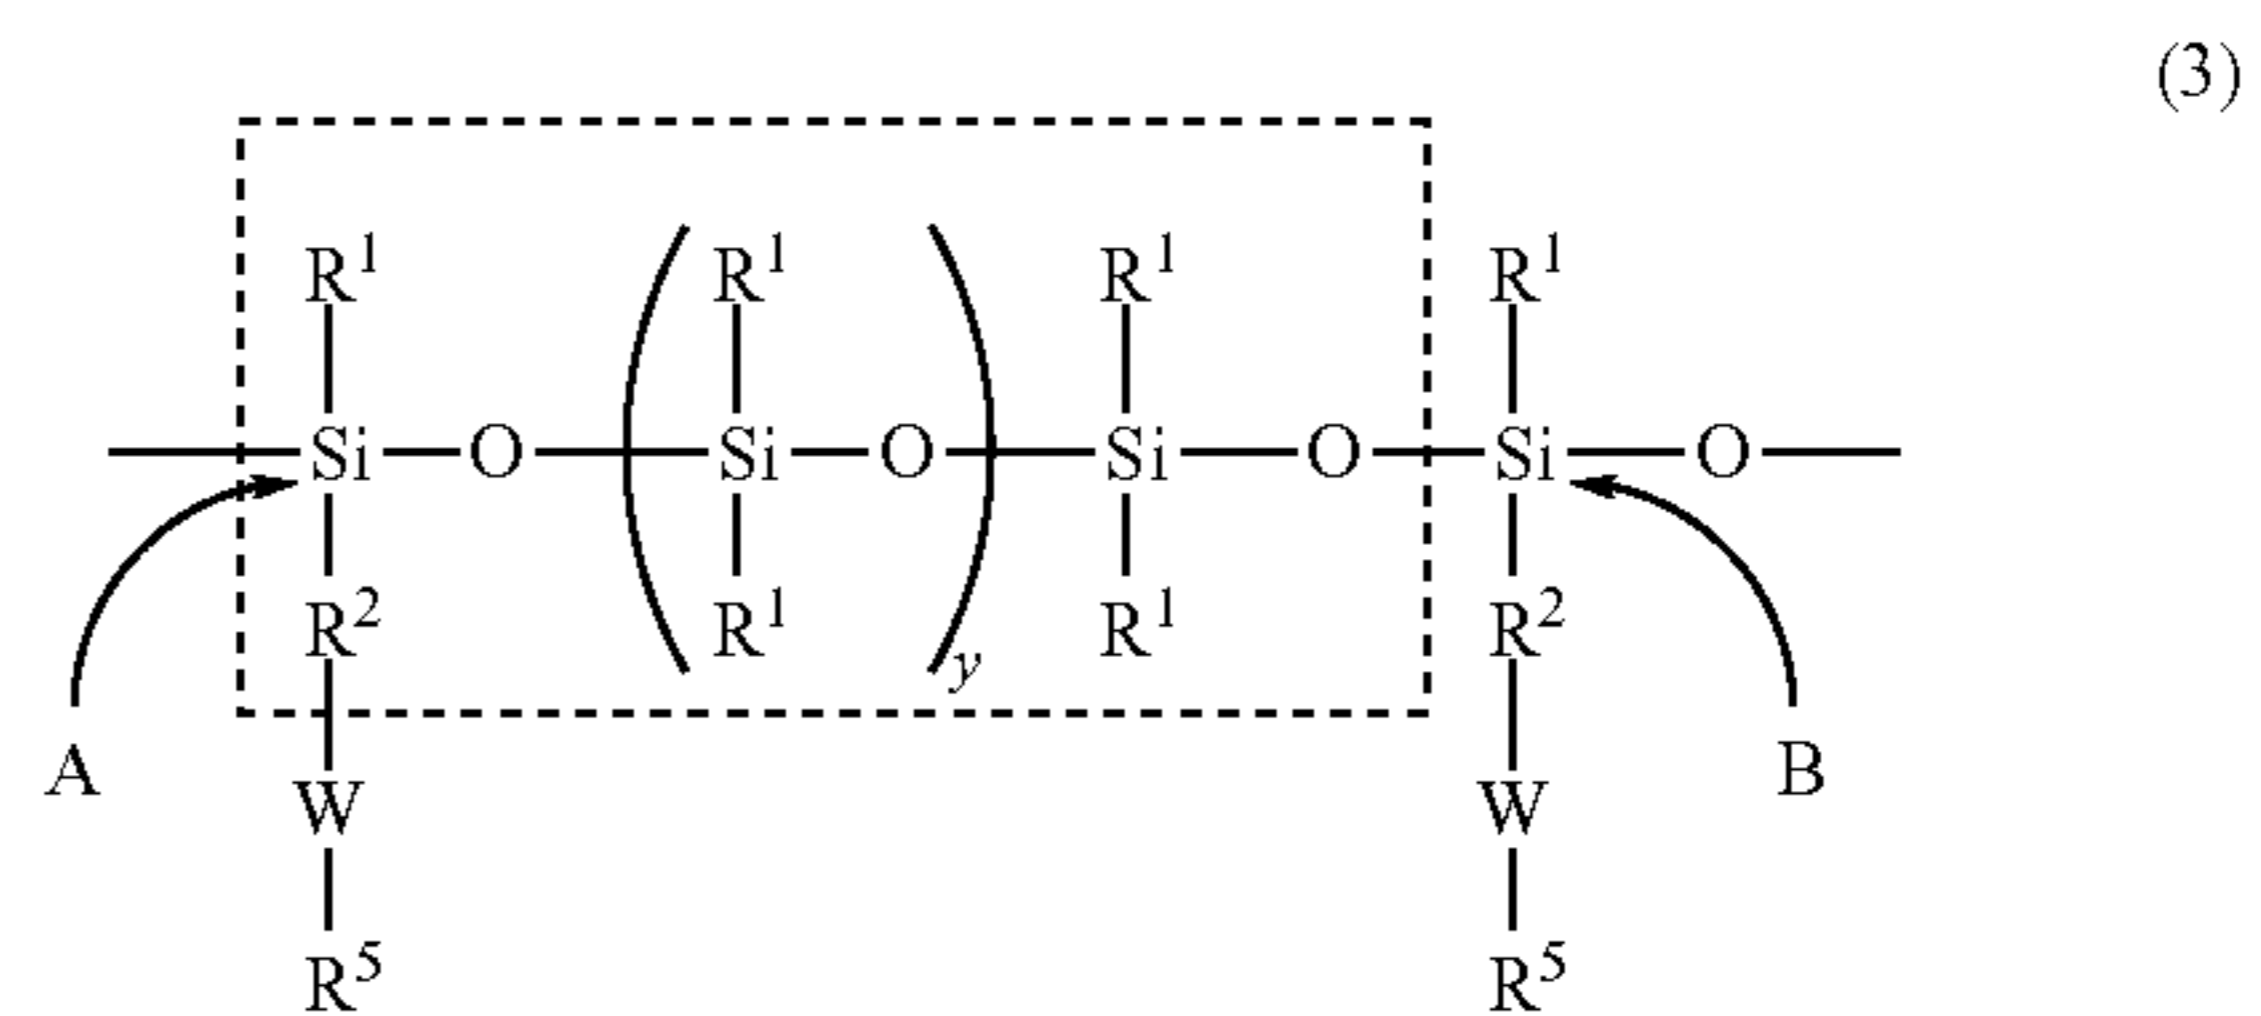 (3)
R¹ R¹ R¹ R¹
Si O Si O Si O Si O
R² R¹ R¹ R²
y
A W W B
R⁵ R⁵